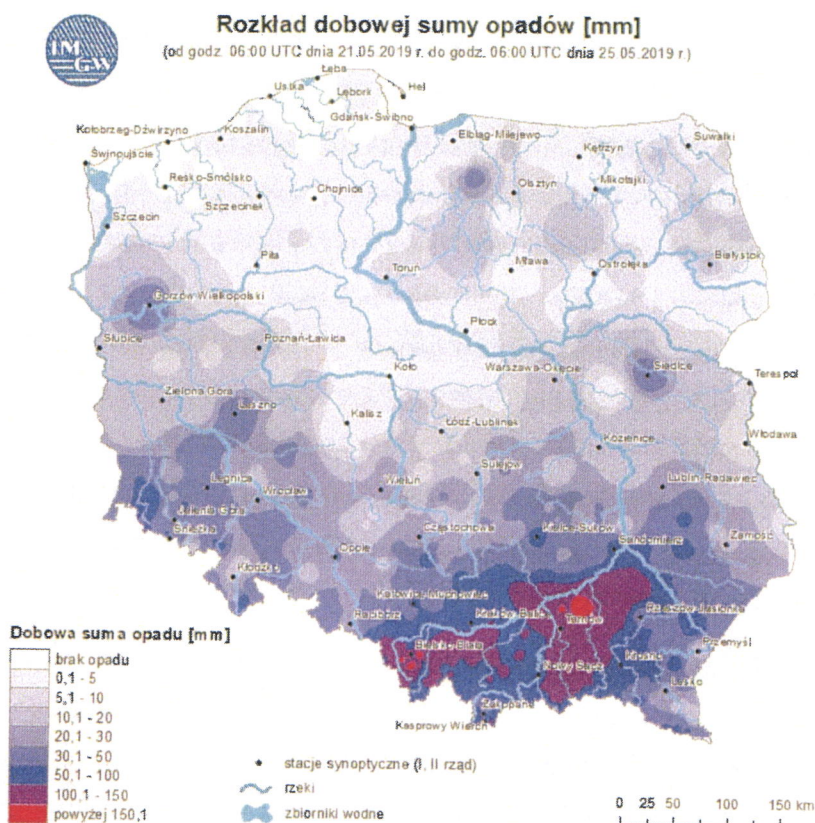 IM
GW
Rozkład dobowej sumy opadów [mm]
(od godz. 06:00 UTC dnia 21.05.2019 r. do godz. 06:00 UTC dnia 25.05.2019 r.)
Łeba
Ustka
Lębork
Hel
Gdańsk-Świbno
Kołobrzeg-Dźwirzyno
Koszalin
Elbląg-Milejewo
Suwałki
Świnoujście
Kętrzyn
Resko-Smólsko
Chojnice
Olsztyn
Mikołajki
Szczecinek
Szczecin
Piła
Toruń
Mława
Ostrołęka
Białystok
Gorzów Wielkopolski
Płock
Słubice
Poznań-Ławica
Koło
Warszawa-Okęcie
Siedlce
Terespol
Zielona Góra
Leszno
Kalisz
Łódź-Lublinek
Kozienice
Włodawa
Sulejów
Legnica
Wrocław
Wieluń
Lublin-Radawiec
Jelenia Góra
Śnieżka
Częstochowa
Kielce-Suków
Sandomierz
Zamość
Opole
Kłodzko
Katowice-Muchowiec
Racibórz
Kraków-Balice
Tarnów
Rzeszów-Jasionka
Bielsko-Biała
Przemyśl
Nowy Sącz
Krosno
Lesko
Zakopane
Kasprowy Wierch
Dobowa suma opadu [mm]
brak opadu
0,1 - 5
5,1 - 10
10,1 - 20
20,1 - 30
30,1 - 50
50,1 - 100
100,1 - 150
powyżej 150,1
stacje synoptyczne (I, II rząd)
rzeki
zbiorniki wodne
0 25 50 100 150 km